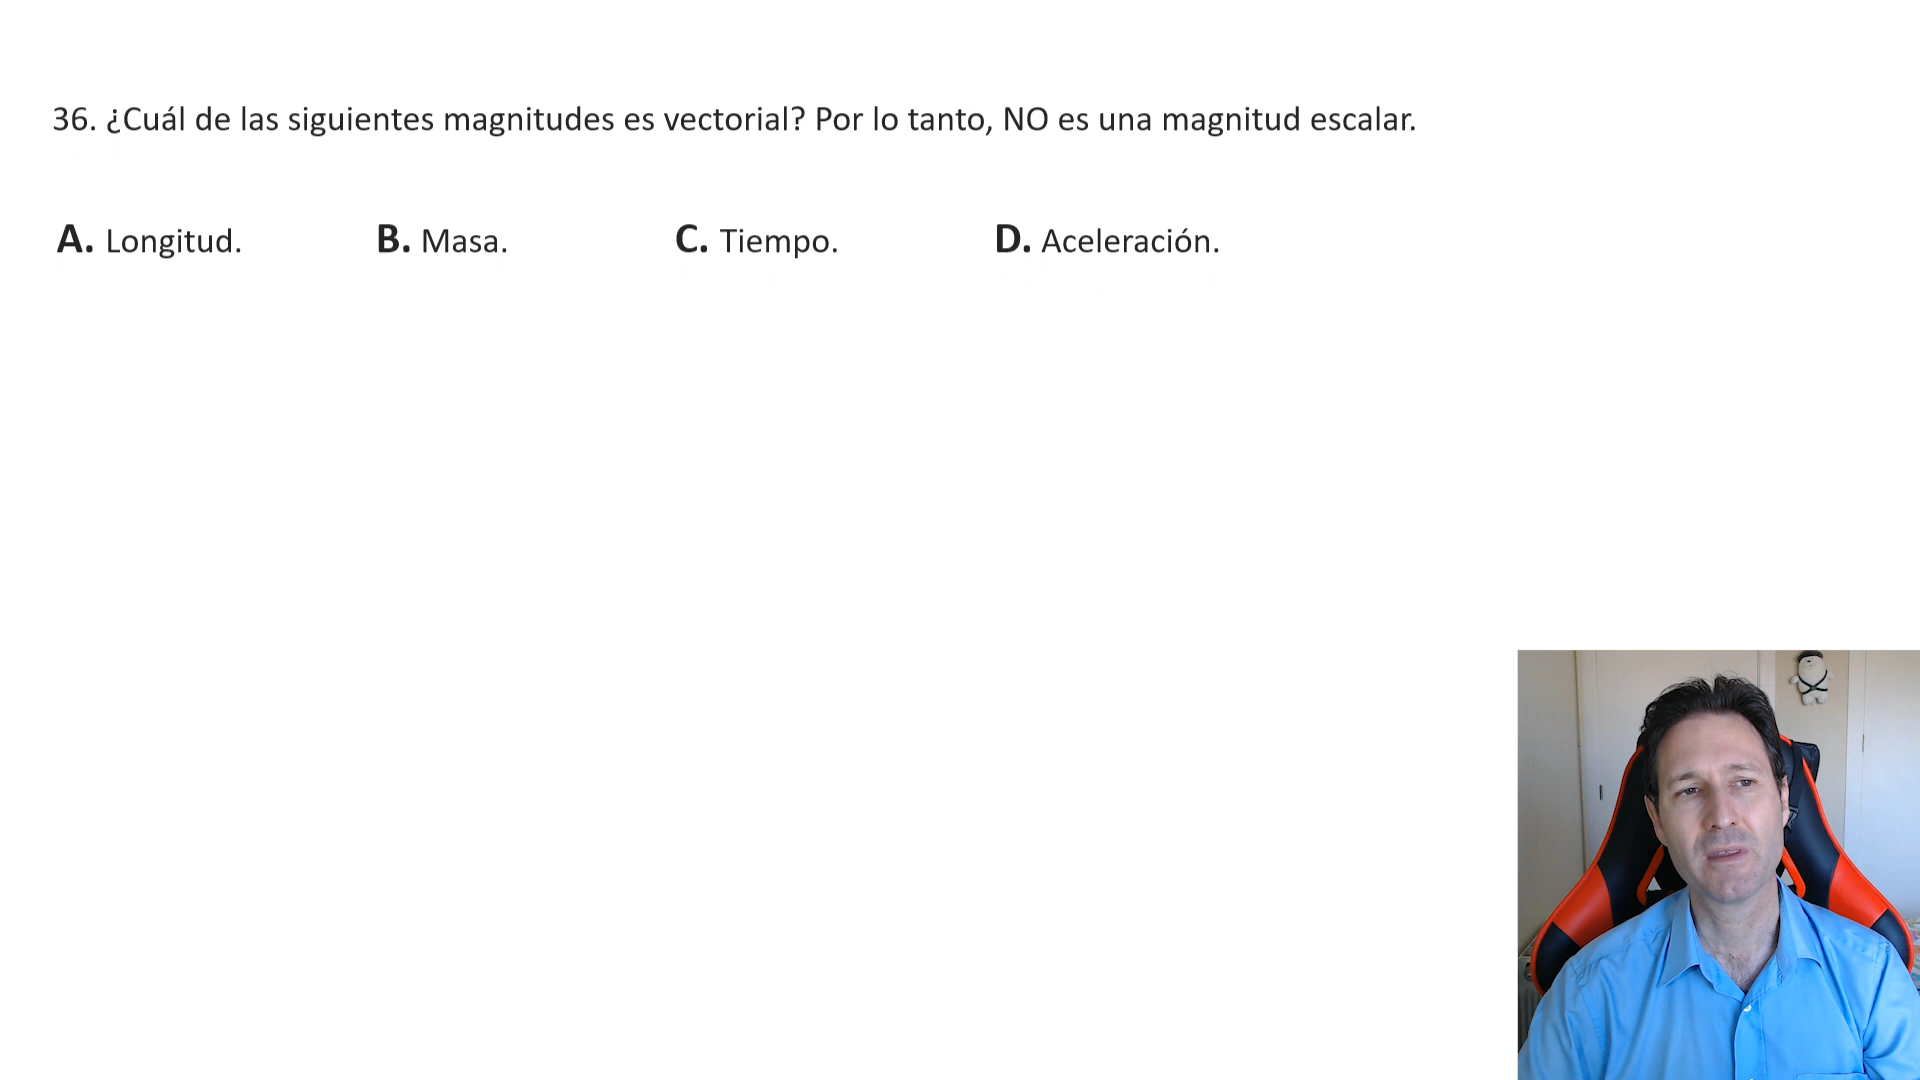 36. ¿Cuál de las siguientes magnitudes es vectorial? Por lo tanto, NO es una magnitud escalar.
A. Longitud. B. Masa. C. Tiempo. D. Aceleración.